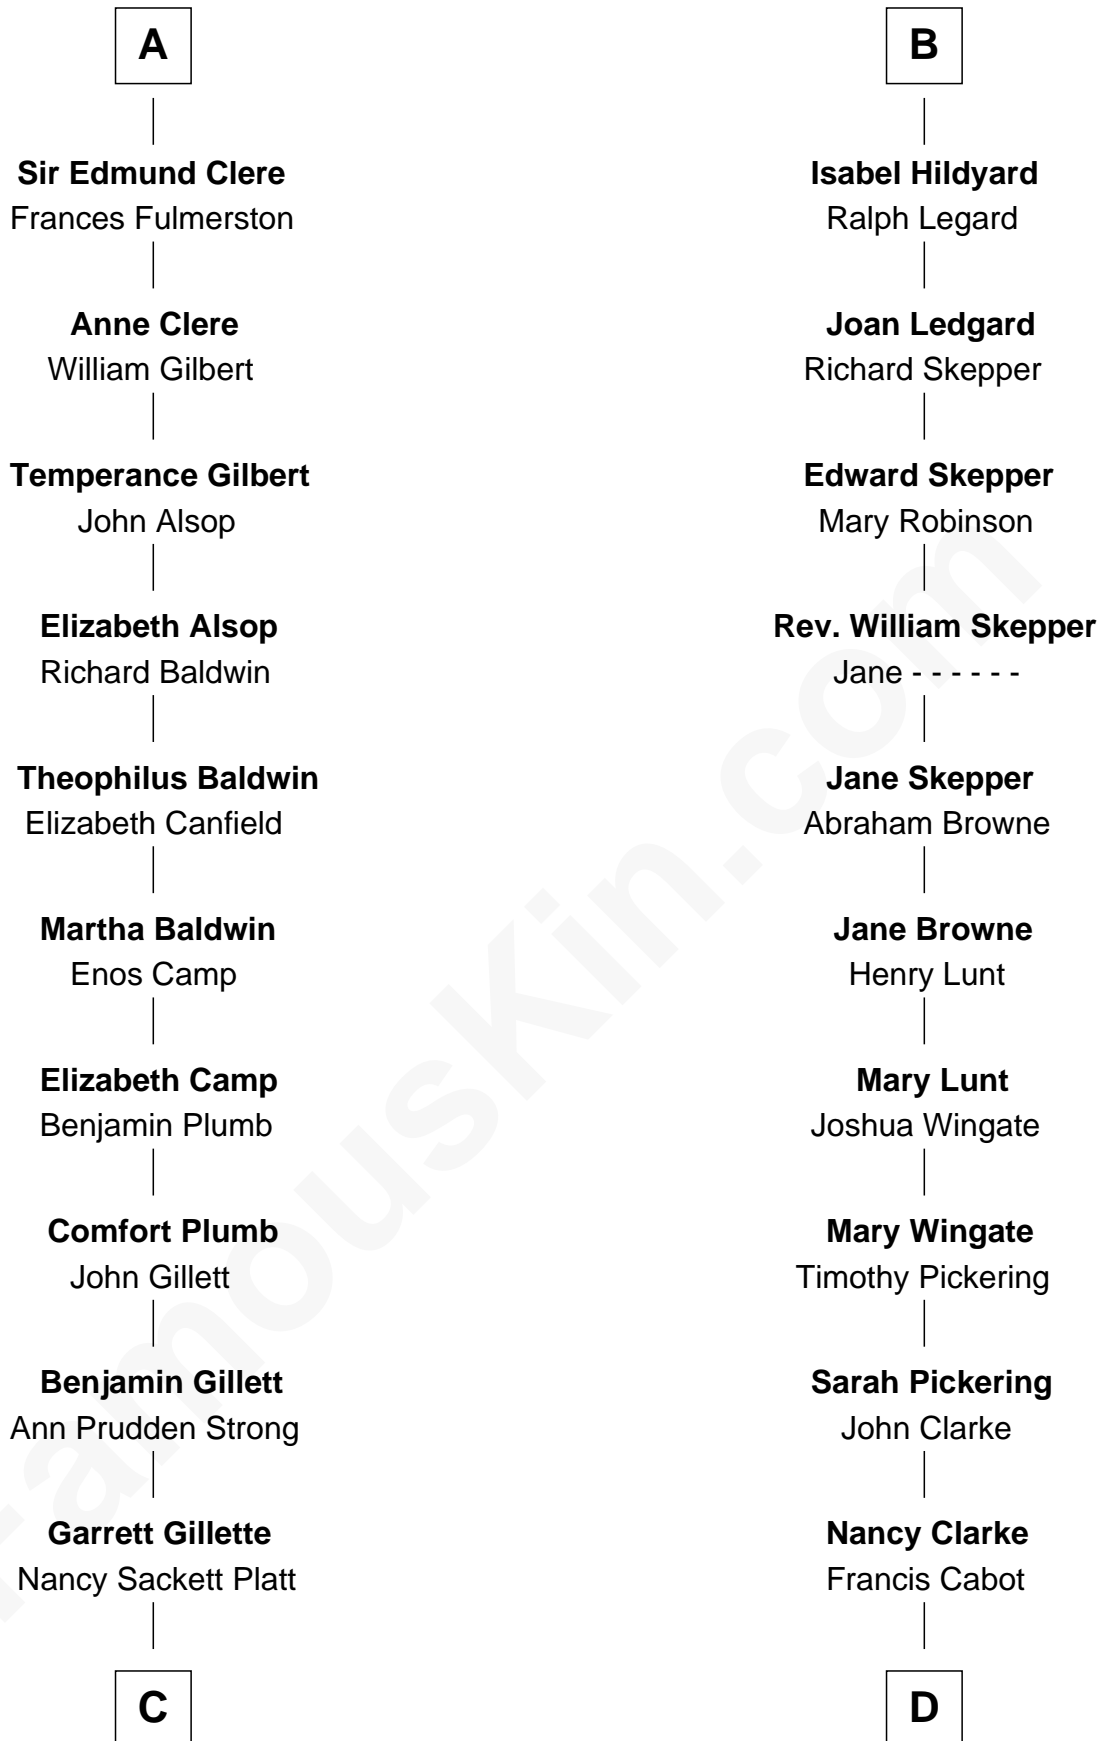 A
Sir Edmund Clere
Frances Fulmerston
Anne Clere
William Gilbert
Temperance Gilbert
John Alsop
Elizabeth Alsop
Richard Baldwin
Theophilus Baldwin
Elizabeth Canfield
Martha Baldwin
Enos Camp
Elizabeth Camp
Benjamin Plumb
Comfort Plumb
John Gillett
Benjamin Gillett
Ann Prudden Strong
Garrett Gillette
Nancy Sackett Platt
C
B
Isabel Hildyard
Ralph Legard
Joan Ledgard
Richard Skepper
Edward Skepper
Mary Robinson
Rev. William Skepper
Jane - - - - - -
Jane Skepper
Abraham Browne
Jane Browne
Henry Lunt
Mary Lunt
Joshua Wingate
Mary Wingate
Timothy Pickering
Sarah Pickering
John Clarke
Nancy Clarke
Francis Cabot
D
FamousKin.com